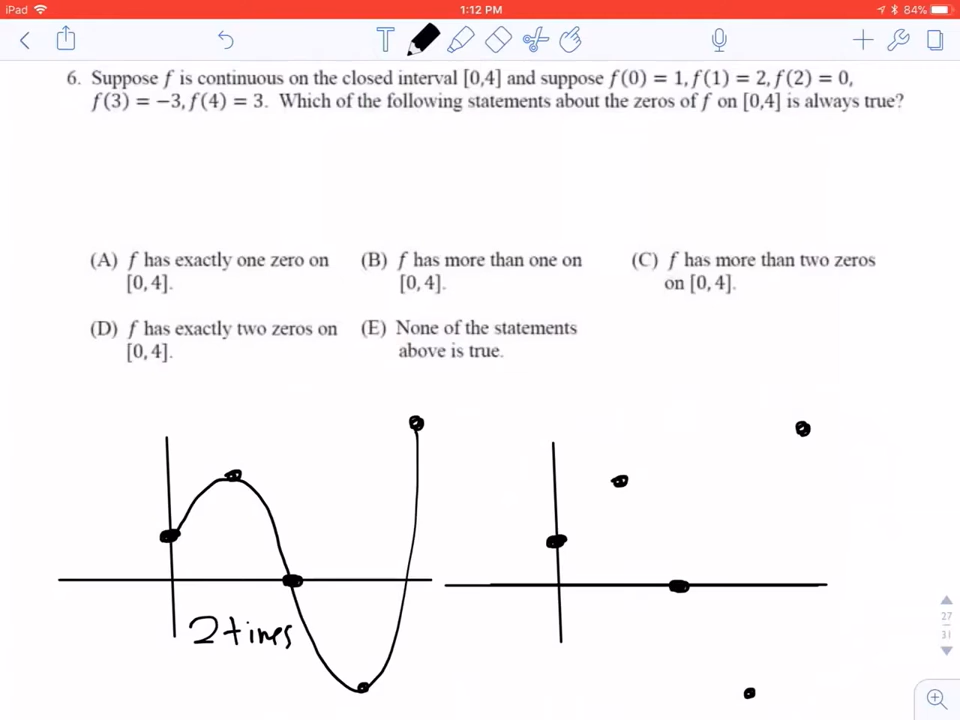 iPad 1:12 PM 84%
T
6. Suppose f is continuous on the closed interval [0,4] and suppose f(0) = 1, f(1) = 2, f(2) = 0,
f(3) = −3, f(4) = 3. Which of the following statements about the zeros of f on [0,4] is always true?
(A) f has exactly one zero on
[0, 4].
(B) f has more than one on
[0, 4].
(C) f has more than two zeros
on [0, 4].
(D) f has exactly two zeros on
[0, 4].
(E) None of the statements
above is true.
2 times
27
31